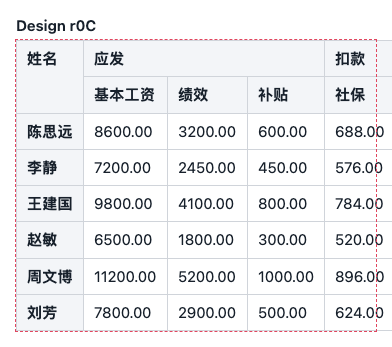 Design r0C
姓名 应发 扣款
基本工资 绩效 补贴 社保
陈思远 8600.00 3200.00 600.00 688.00
李静 7200.00 2450.00 450.00 576.00
王建国 9800.00 4100.00 800.00 784.00
赵敏 6500.00 1800.00 300.00 520.00
周文博 11200.00 5200.00 1000.00 896.00
刘芳 7800.00 2900.00 500.00 624.00